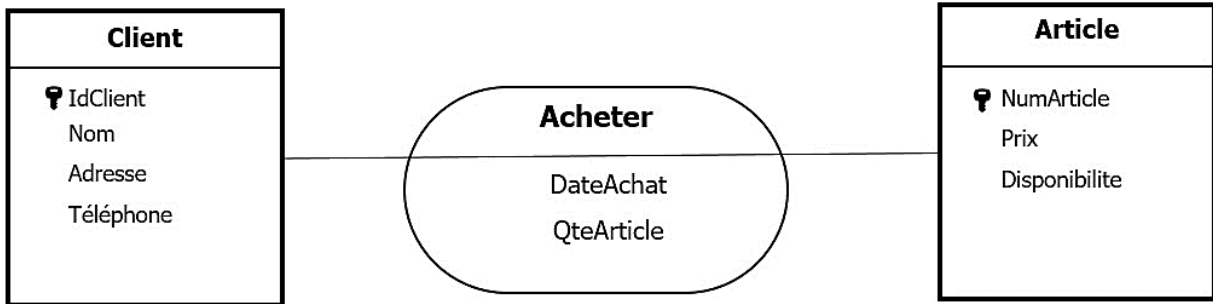 Client
IdClient
Nom
Adresse
Téléphone
Acheter
DateAchat
QteArticle
Article
NumArticle
Prix
Disponibilite